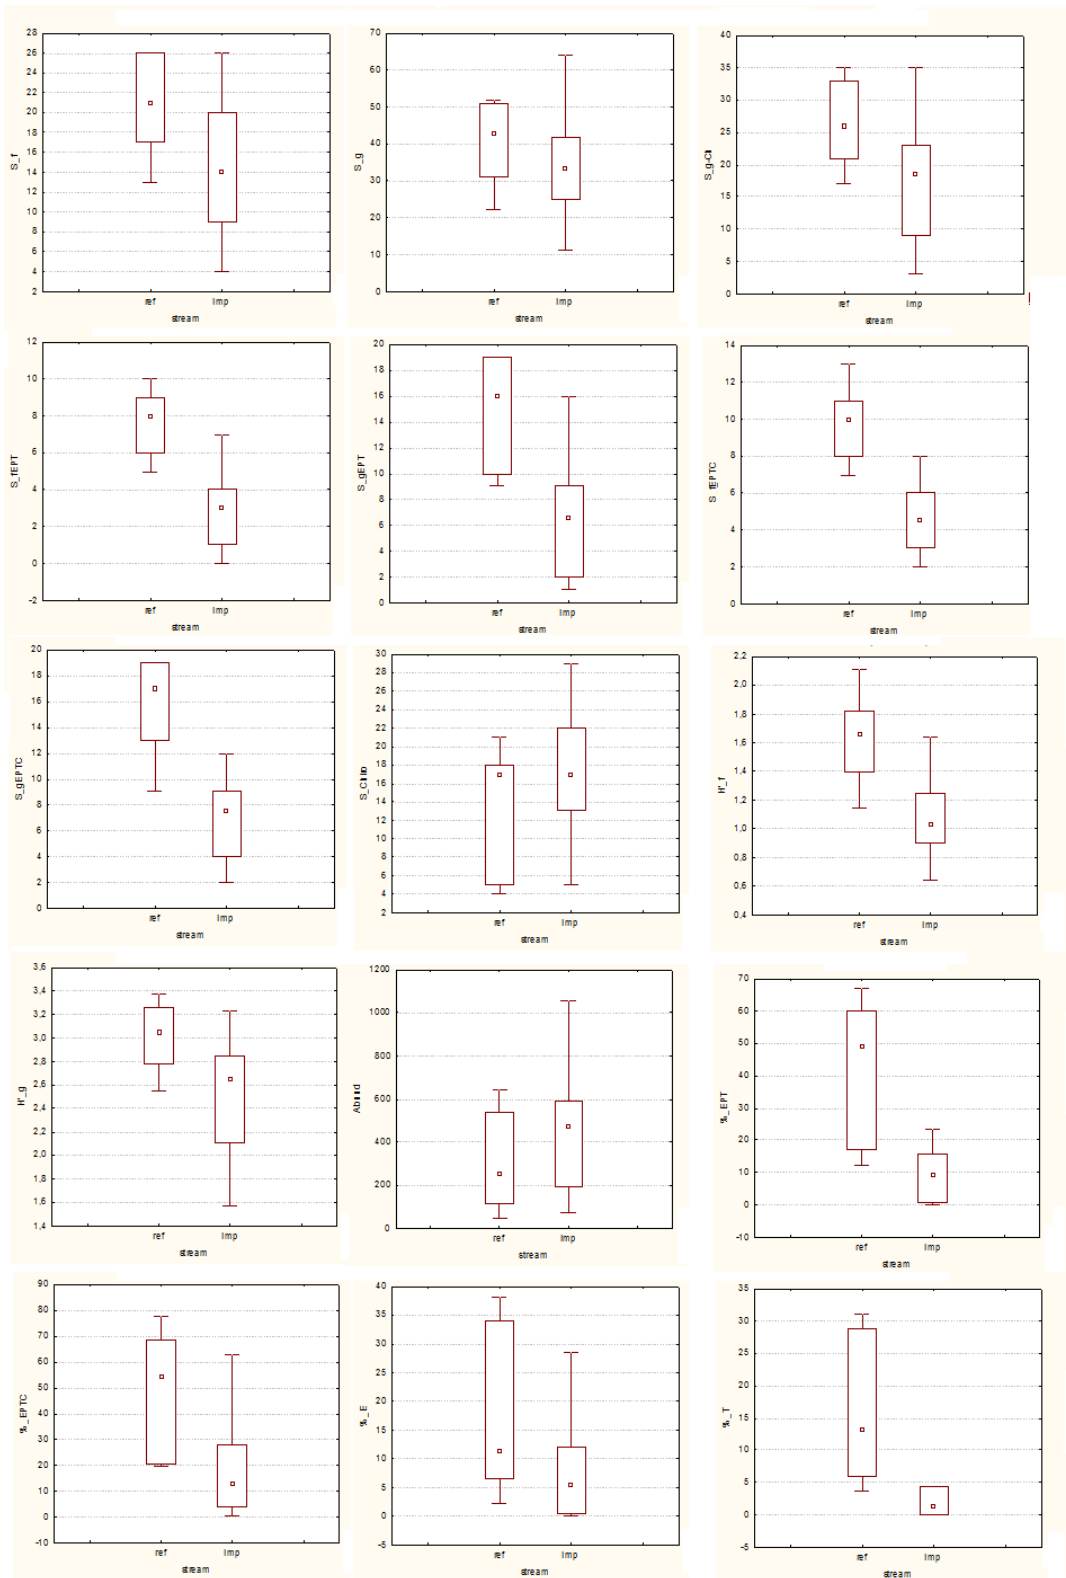 S_f
28
26
24
22
20
18
16
14
12
10
8
6
4
2
ref
imp
stream
S_g
70
60
50
40
30
20
10
0
ref
imp
stream
S_g-Chi
40
35
30
25
20
15
10
5
0
ref
imp
stream
S_fEPT
12
10
8
6
4
2
0
-2
ref
imp
stream
S_gEPT
20
18
16
14
12
10
8
6
4
2
0
ref
imp
stream
S_fEPTC
14
12
10
8
6
4
2
0
ref
imp
stream
S_gEPTC
20
18
16
14
12
10
8
6
4
2
0
ref
imp
stream
30
28
26
24
22
20
18
16
14
12
10
8
6
4
2
ref
imp
stream
H'_f
2,2
2,0
1,8
1,6
1,4
1,2
1,0
0,8
0,6
0,4
ref
imp
stream
H'_g
3,6
3,4
3,2
3,0
2,8
2,6
2,4
2,2
2,0
1,8
1,6
1,4
ref
imp
stream
Abund
1200
1000
800
600
400
200
0
ref
imp
stream
%_EPT
70
60
50
40
30
20
10
0
-10
ref
imp
stream
%_EPTC
90
80
70
60
50
40
30
20
10
0
-10
ref
imp
stream
%_E
40
35
30
25
20
15
10
5
0
-5
ref
imp
stream
%_T
35
30
25
20
15
10
5
0
-5
ref
imp
stream